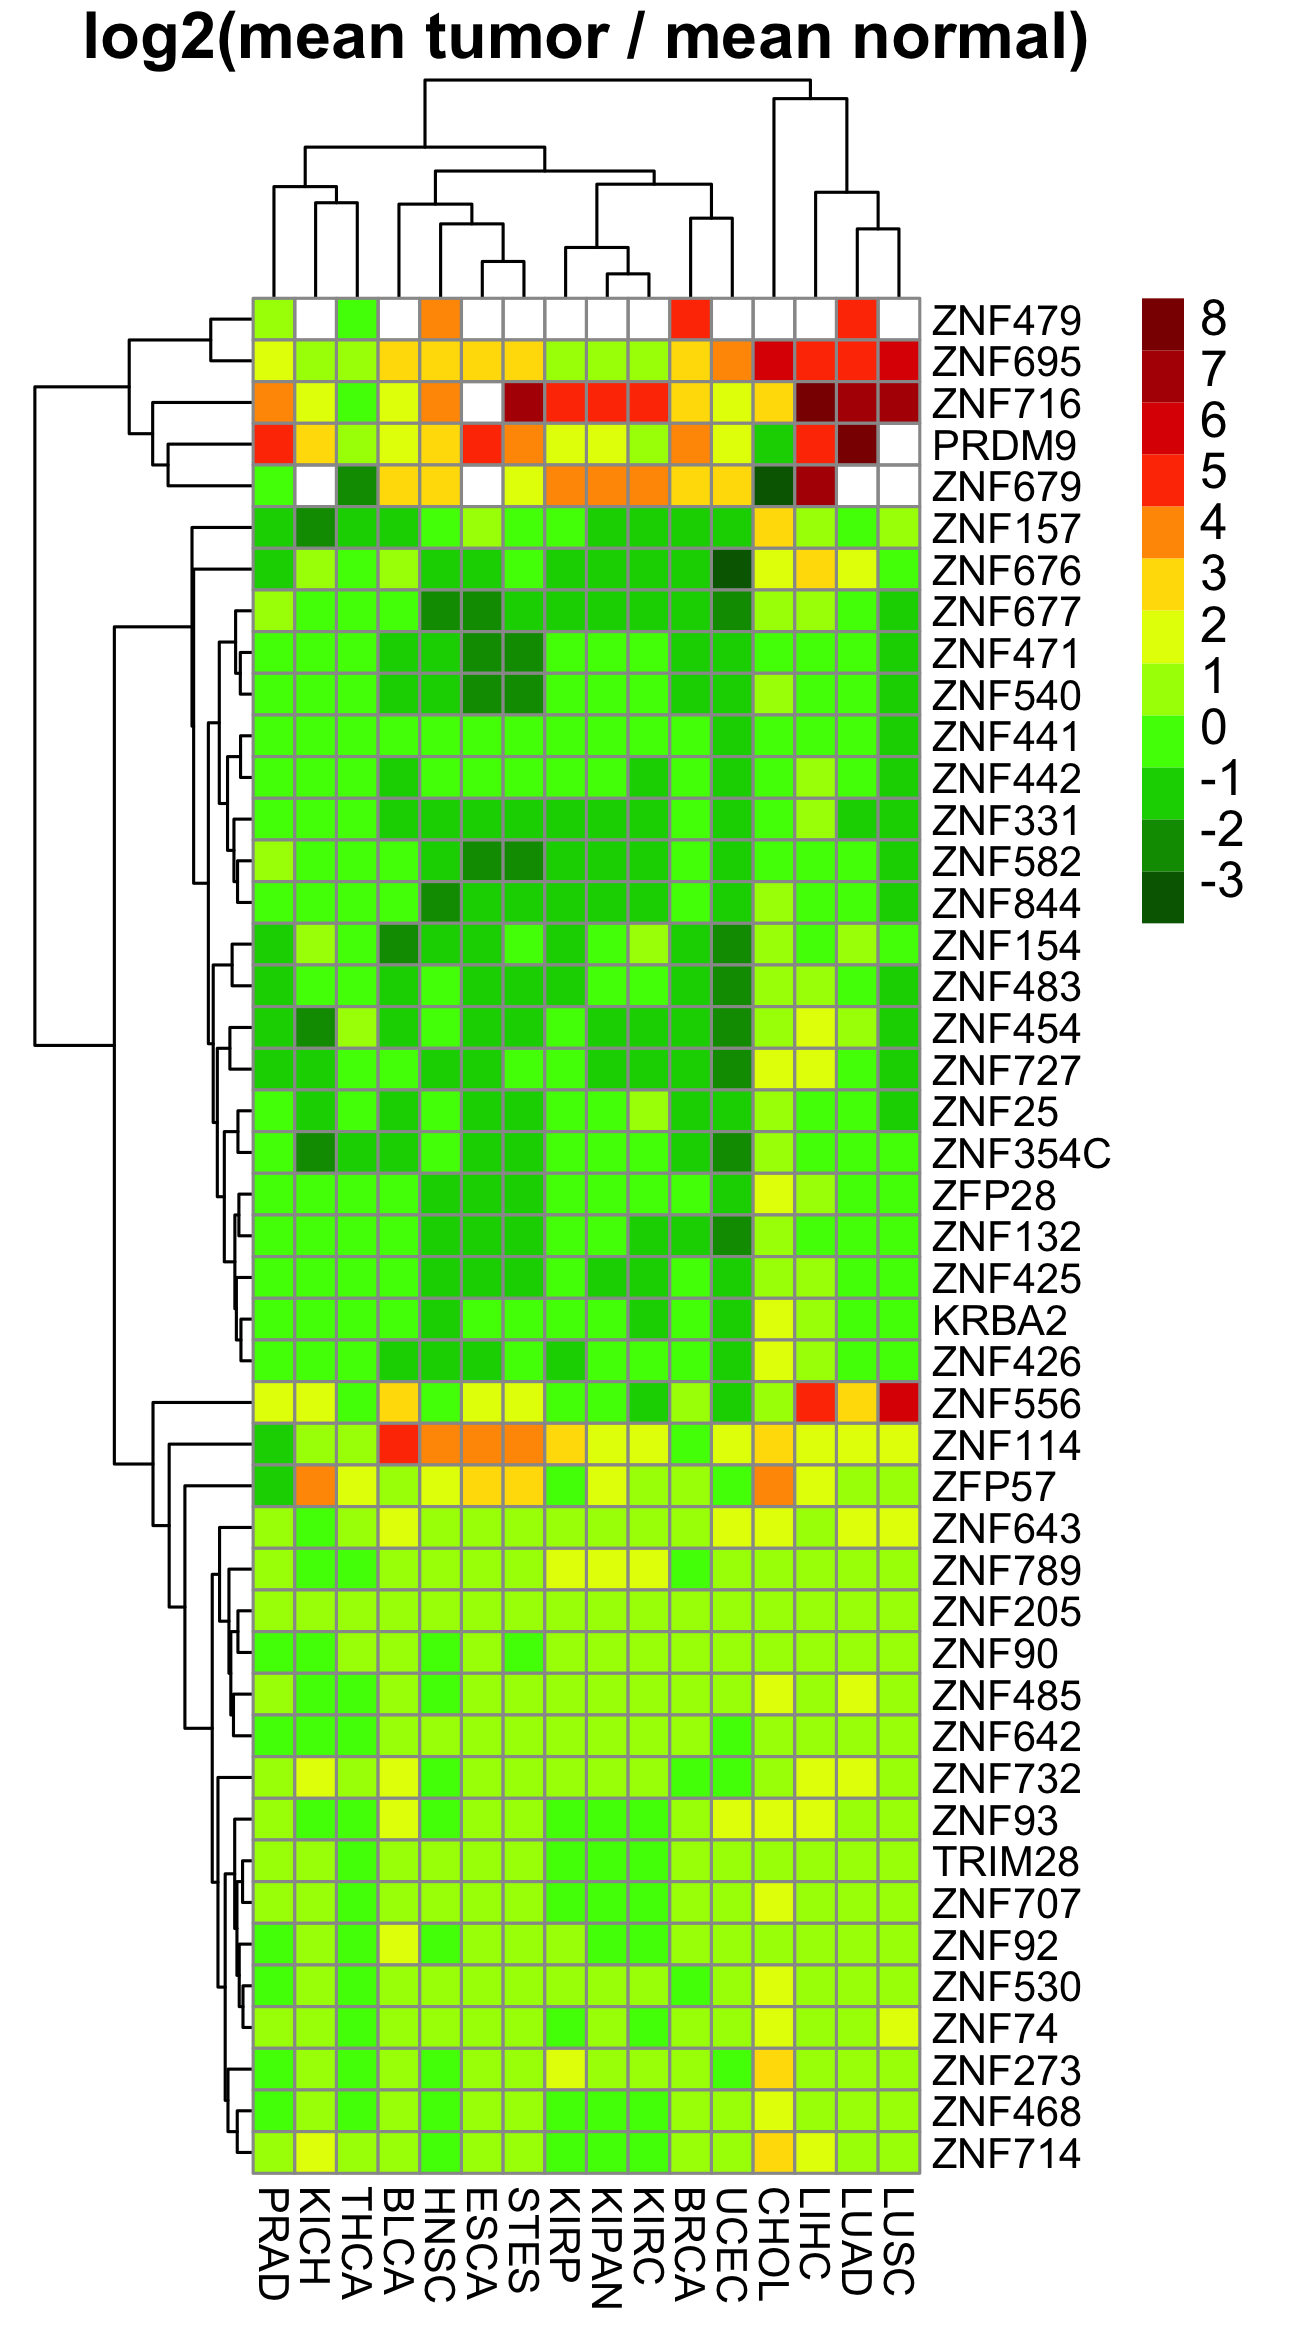 log2(mean tumor / mean normal)
ZNF479
ZNF695
ZNF716
PRDM9
ZNF679
ZNF157
ZNF676
ZNF677
ZNF471
ZNF540
ZNF441
ZNF442
ZNF331
ZNF582
ZNF844
ZNF154
ZNF483
ZNF454
ZNF727
ZNF25
ZNF354C
ZFP28
ZNF132
ZNF425
KRBA2
ZNF426
ZNF556
ZNF114
ZFP57
ZNF643
ZNF789
ZNF205
ZNF90
ZNF485
ZNF642
ZNF732
ZNF93
TRIM28
ZNF707
ZNF92
ZNF530
ZNF74
ZNF273
ZNF468
ZNF714
8
7
6
5
4
3
2
1
0
-1
-2
-3
PRAD
KICH
THCA
BLCA
HNSC
ESCA
STES
KIRP
KIPAN
KIRC
BRCA
UCEC
CHOL
LIHC
LUAD
LUSC